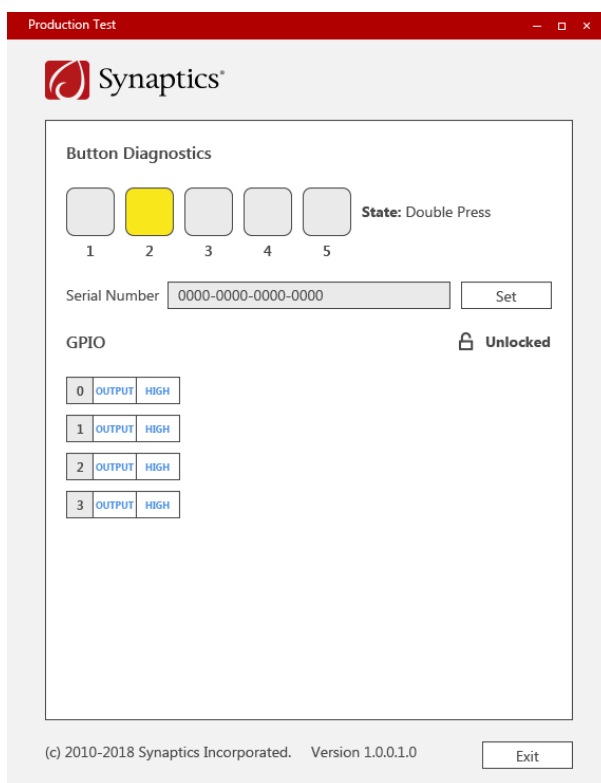 Production Test
Synaptics®
Button Diagnostics
State: Double Press
1 2 3 4 5
Serial Number 0000-0000-0000-0000 Set
GPIO Unlocked
0 OUTPUT HIGH
1 OUTPUT HIGH
2 OUTPUT HIGH
3 OUTPUT HIGH
(c) 2010-2018 Synaptics Incorporated. Version 1.0.0.1.0 Exit